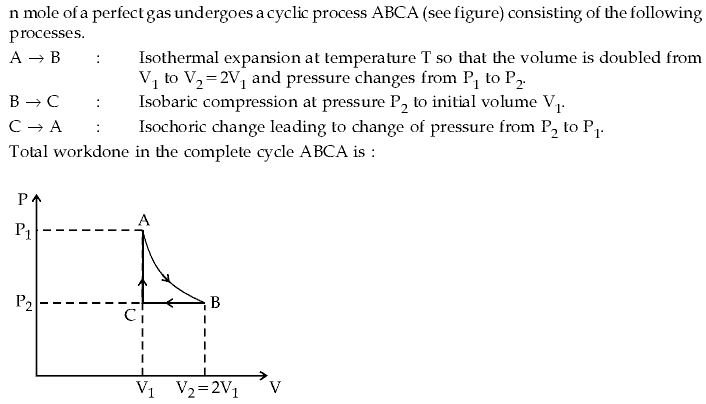 n mole of a perfect gas undergoes a cyclic process ABCA (see figure) consisting of the following
processes.
A → B : Isothermal expansion at temperature T so that the volume is doubled from
V₁ to V₂ = 2V₁ and pressure changes from P₁ to P₂.
B → C : Isobaric compression at pressure P₂ to initial volume V₁.
C → A : Isochoric change leading to change of pressure from P₂ to P₁.
Total workdone in the complete cycle ABCA is :
P
A
P₁
P₂
B
C
V₁ V₂ = 2V₁ V